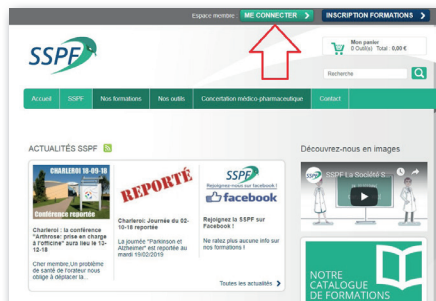 Espace membre : ME CONNECTER
INSCRIPTION FORMATIONS
SSPF
Mon panier
0 Outil(s) Total : 0,00 €
Recherche
Accueil SSPF Nos formations Nos outils Concertation médico-pharmaceutique Contact
ACTUALITÉS SSPF
Découvrez-nous en images
CHARLEROI 18-09-18
Conférence reportée
Charleroi : la conférence
"Arthrose: prise en charge
à l'officine" aura lieu le 10-
12-18
Cher membre,Un problème
de santé de l'orateur nous
oblige à déplacer la...
REPORTÉ
Charleroi: Journée du 02-
10-18 reportée
La journée "Parkinson et
Alzheimer" est reportée au
mardi 19/02/2019
SSPF
Rejoignez-nous sur facebook !
facebook
Rejoignez la SSPF sur
Facebook !
Ne ratez plus aucune info sur
nos formations !
Toutes les actualités
SSPF La Société S...
NOTRE
CATALOGUE
DE FORMATIONS